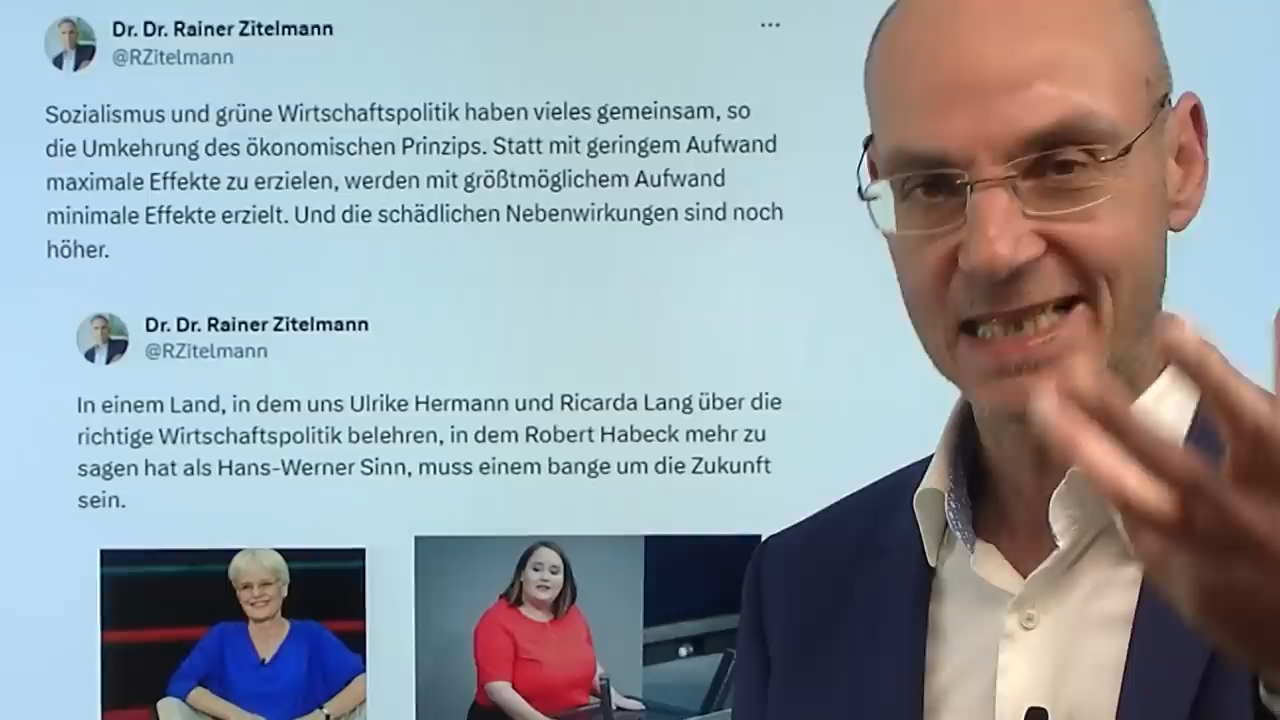 Dr. Dr. Rainer Zitelmann
@RZitelmann
Sozialismus und grüne Wirtschaftspolitik haben vieles gemeinsam, so
die Umkehrung des ökonomischen Prinzips. Statt mit geringem Aufwand
maximale Effekte zu erzielen, werden mit größtmöglichem Aufwand
minimale Effekte erzielt. Und die schädlichen Nebenwirkungen sind noch
höher.
Dr. Dr. Rainer Zitelmann
@RZitelmann
In einem Land, in dem uns Ulrike Hermann und Ricarda Lang über die
richtige Wirtschaftspolitik belehren, in dem Robert Habeck mehr zu
sagen hat als Hans-Werner Sinn, muss einem bange um die Zukunft
sein.